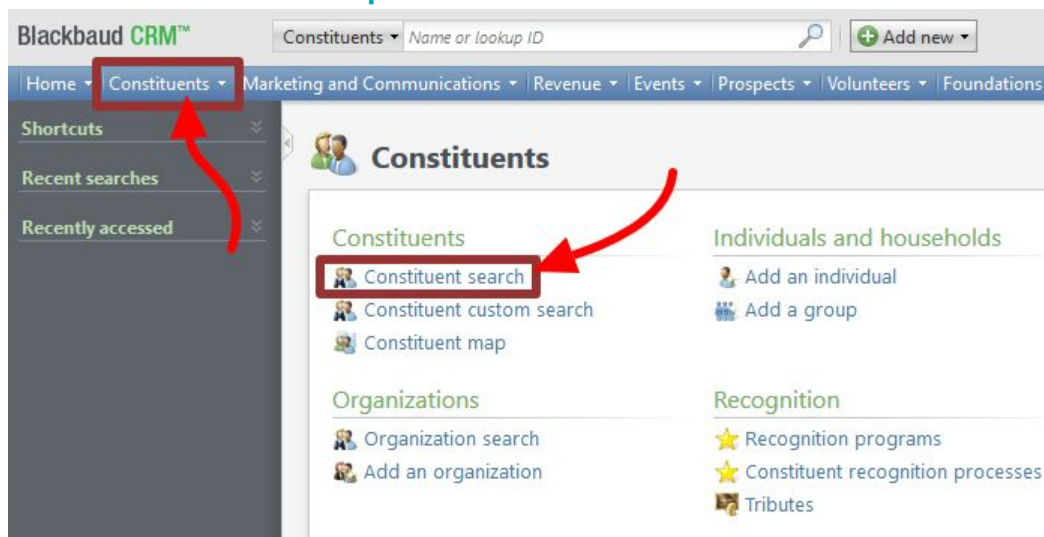 Blackbaud CRM™ Constituents Name or lookup ID Add new
Home Constituents Marketing and Communications Revenue Events Prospects Volunteers Foundations
Shortcuts
Recent searches
Recently accessed
Constituents
Constituents
Constituent search
Constituent custom search
Constituent map
Individuals and households
Add an individual
Add a group
Organizations
Organization search
Add an organization
Recognition
Recognition programs
Constituent recognition processes
Tributes